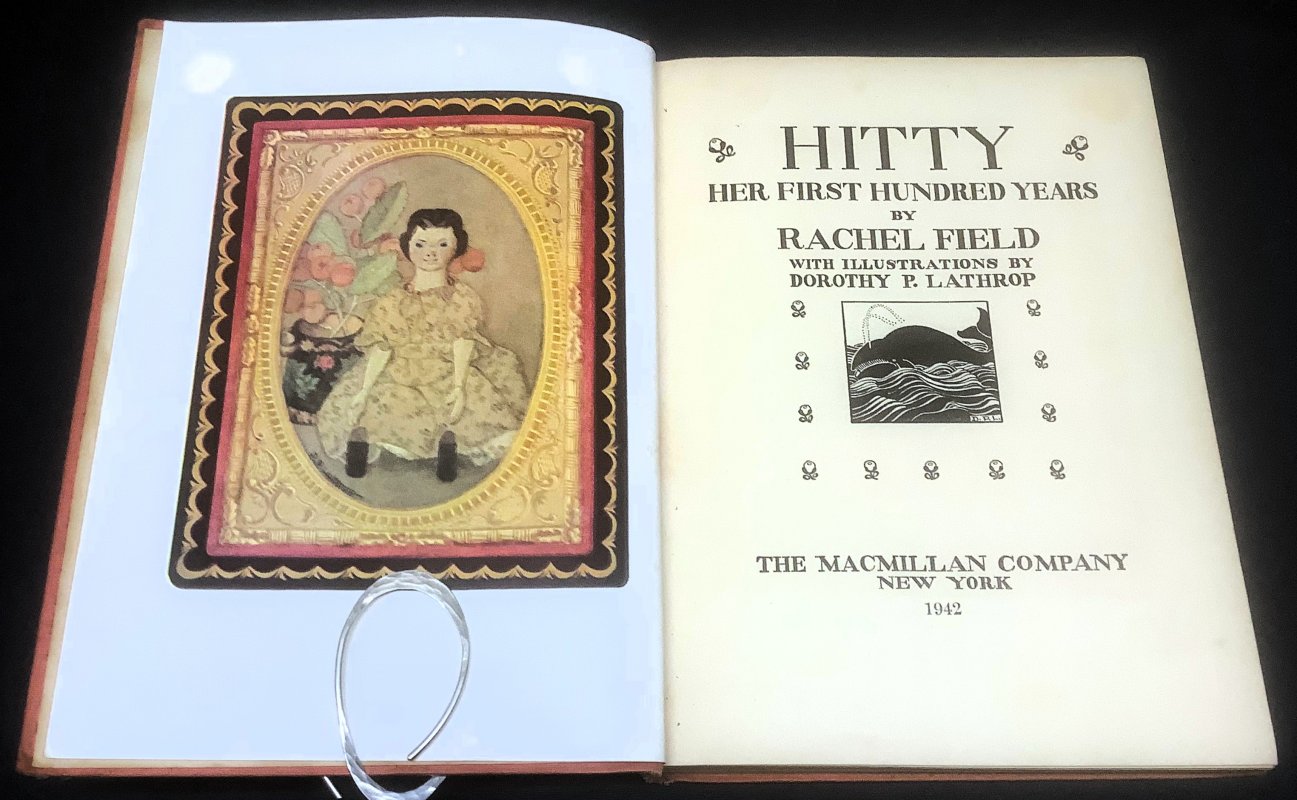 HITTY
HER FIRST HUNDRED YEARS
BY
RACHEL FIELD
WITH ILLUSTRATIONS BY
DOROTHY P. LATHROP
D.P.L.
THE MACMILLAN COMPANY
NEW YORK
1942